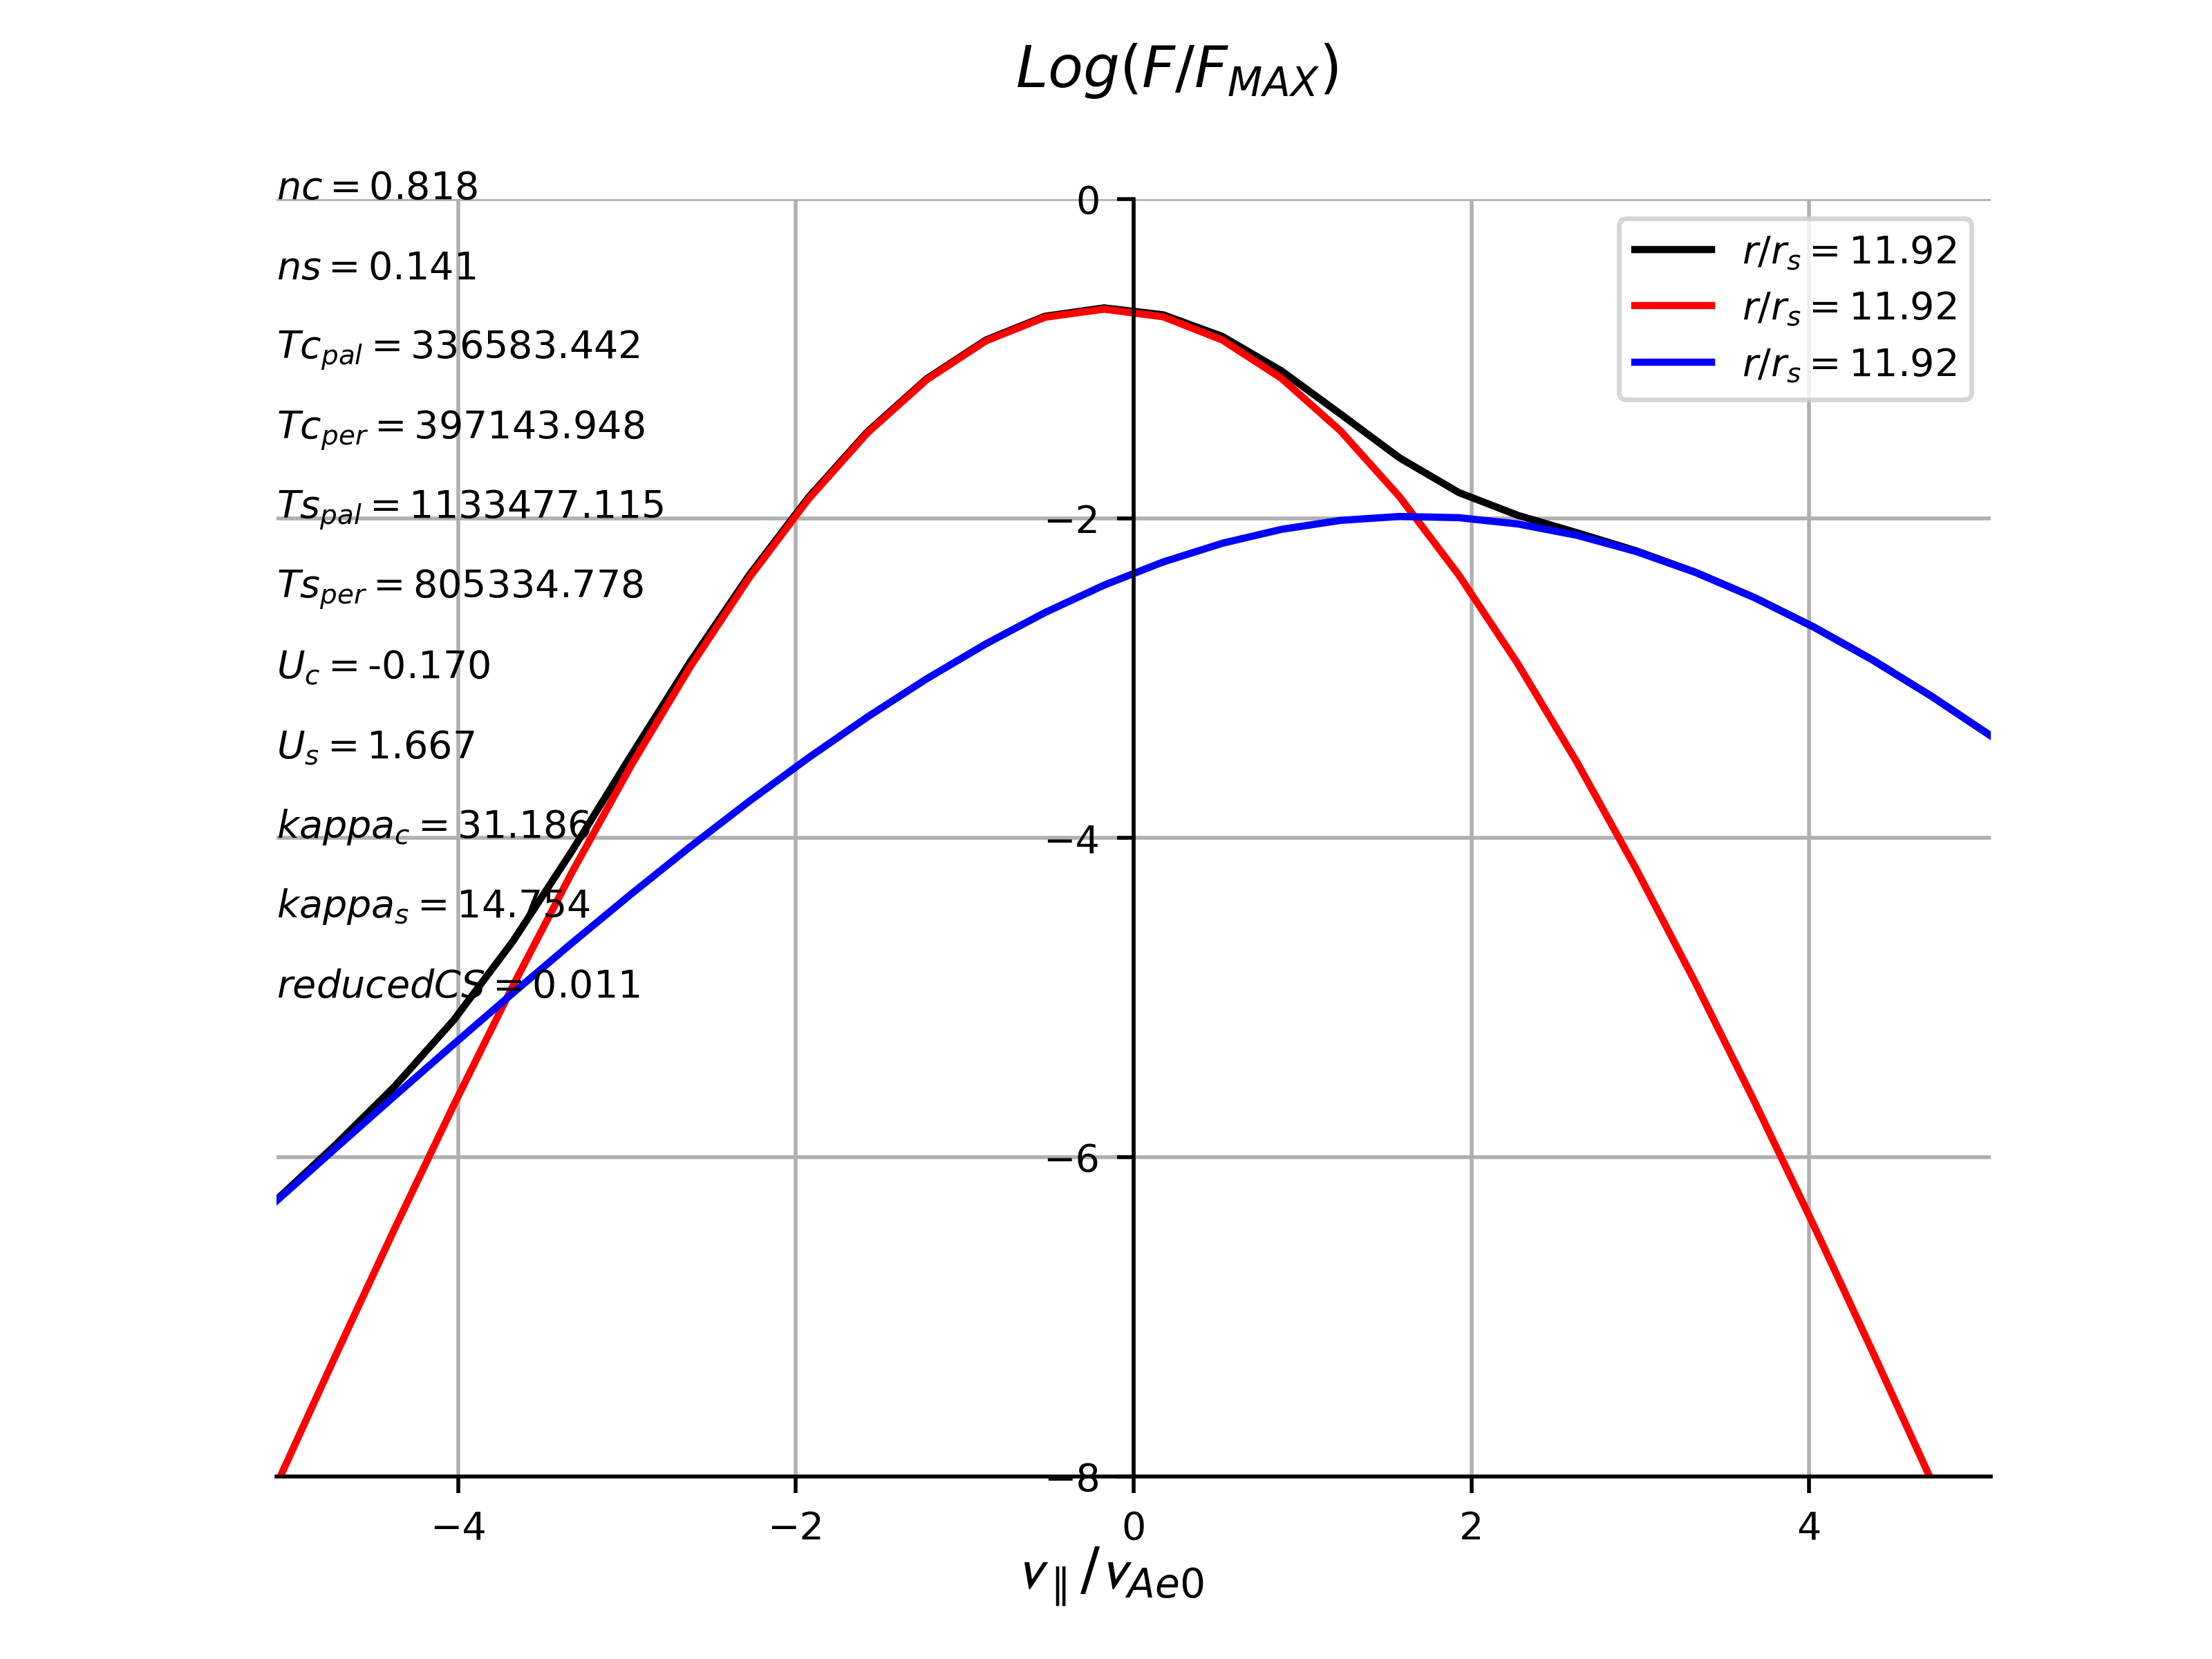 Log(F/F_MAX)
nc = 0.818
ns = 0.141
Tc_pal = 336583.442
Tc_per = 397143.948
Ts_pal = 1133477.115
Ts_per = 805334.778
U_c = -0.170
U_s = 1.667
kappa_c = 31.186
kappa_s = 14.754
reducedCS = 0.011
0
−2
−4
−6
−8
r/r_s = 11.92
r/r_s = 11.92
r/r_s = 11.92
−4 −2 0 2 4
v_∥/v_Ae0